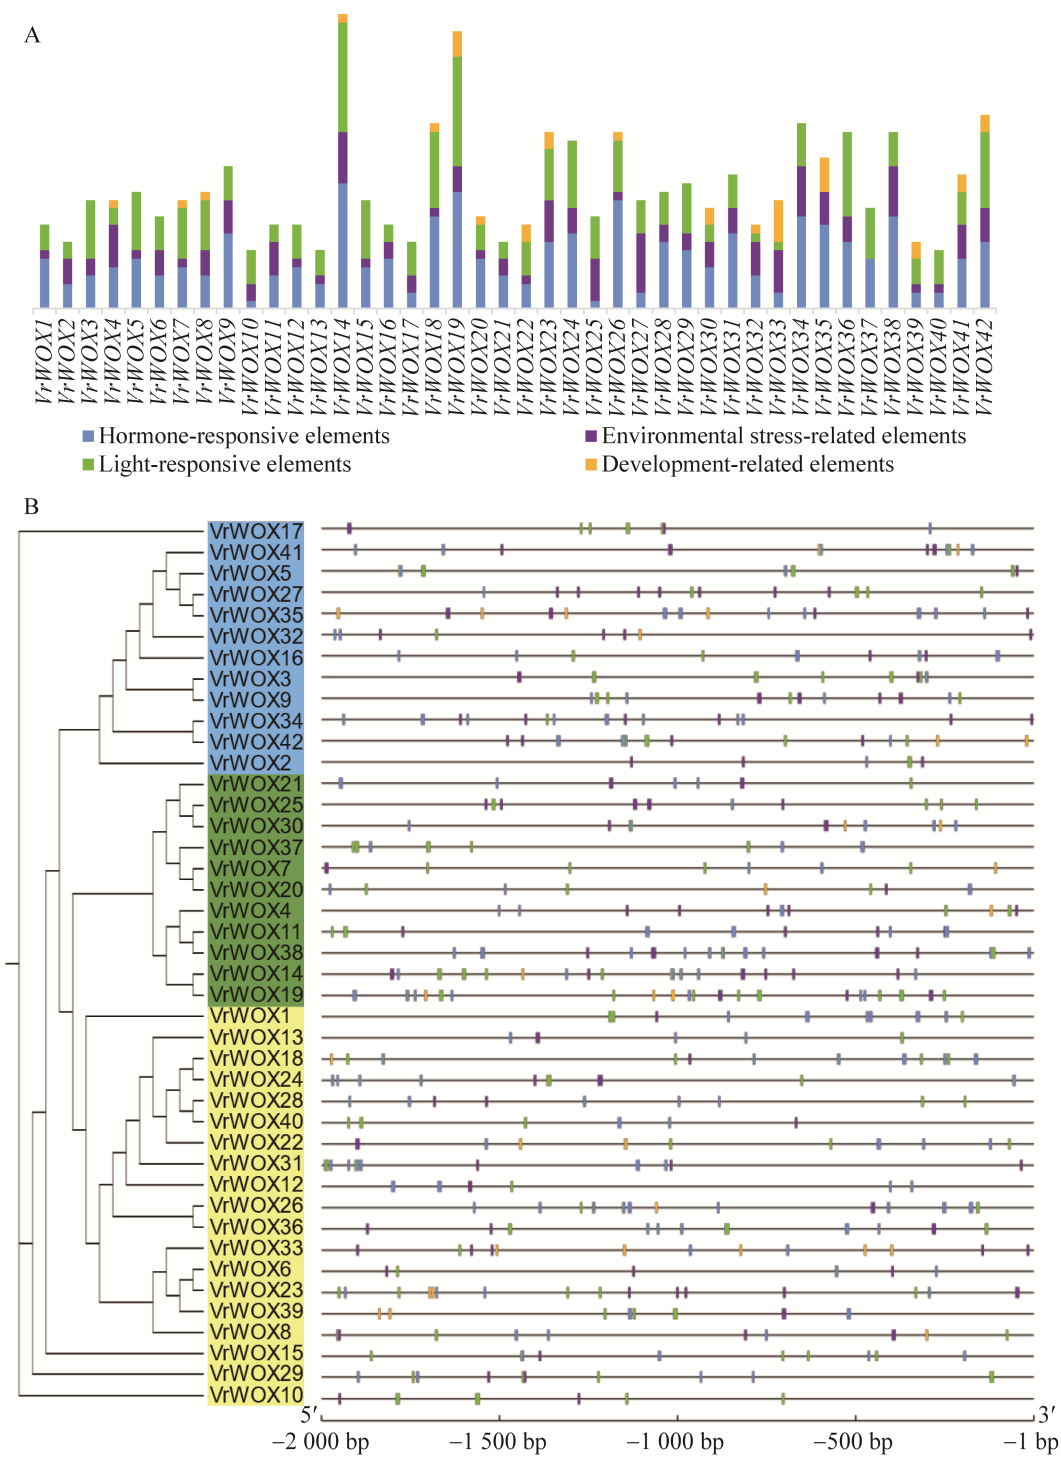 A
VrWOX1
VrWOX2
VrWOX3
VrWOX4
VrWOX5
VrWOX6
VrWOX7
VrWOX8
VrWOX9
VrWOX10
VrWOX11
VrWOX12
VrWOX13
VrWOX14
VrWOX15
VrWOX16
VrWOX17
VrWOX18
VrWOX19
VrWOX20
VrWOX21
VrWOX22
VrWOX23
VrWOX24
VrWOX25
VrWOX26
VrWOX27
VrWOX28
VrWOX29
VrWOX30
VrWOX31
VrWOX32
VrWOX33
VrWOX34
VrWOX35
VrWOX36
VrWOX37
VrWOX38
VrWOX39
VrWOX40
VrWOX41
VrWOX42
Hormone-responsive elements
Environmental stress-related elements
Light-responsive elements
Development-related elements
B
VrWOX17
VrWOX41
VrWOX5
VrWOX27
VrWOX35
VrWOX32
VrWOX16
VrWOX3
VrWOX9
VrWOX34
VrWOX42
VrWOX2
VrWOX21
VrWOX25
VrWOX30
VrWOX37
VrWOX7
VrWOX20
VrWOX4
VrWOX11
VrWOX38
VrWOX14
VrWOX19
VrWOX1
VrWOX13
VrWOX18
VrWOX24
VrWOX28
VrWOX40
VrWOX22
VrWOX31
VrWOX12
VrWOX26
VrWOX36
VrWOX33
VrWOX6
VrWOX23
VrWOX39
VrWOX8
VrWOX15
VrWOX29
VrWOX10
5′ 3′
−2 000 bp −1 500 bp −1 000 bp −500 bp −1 bp